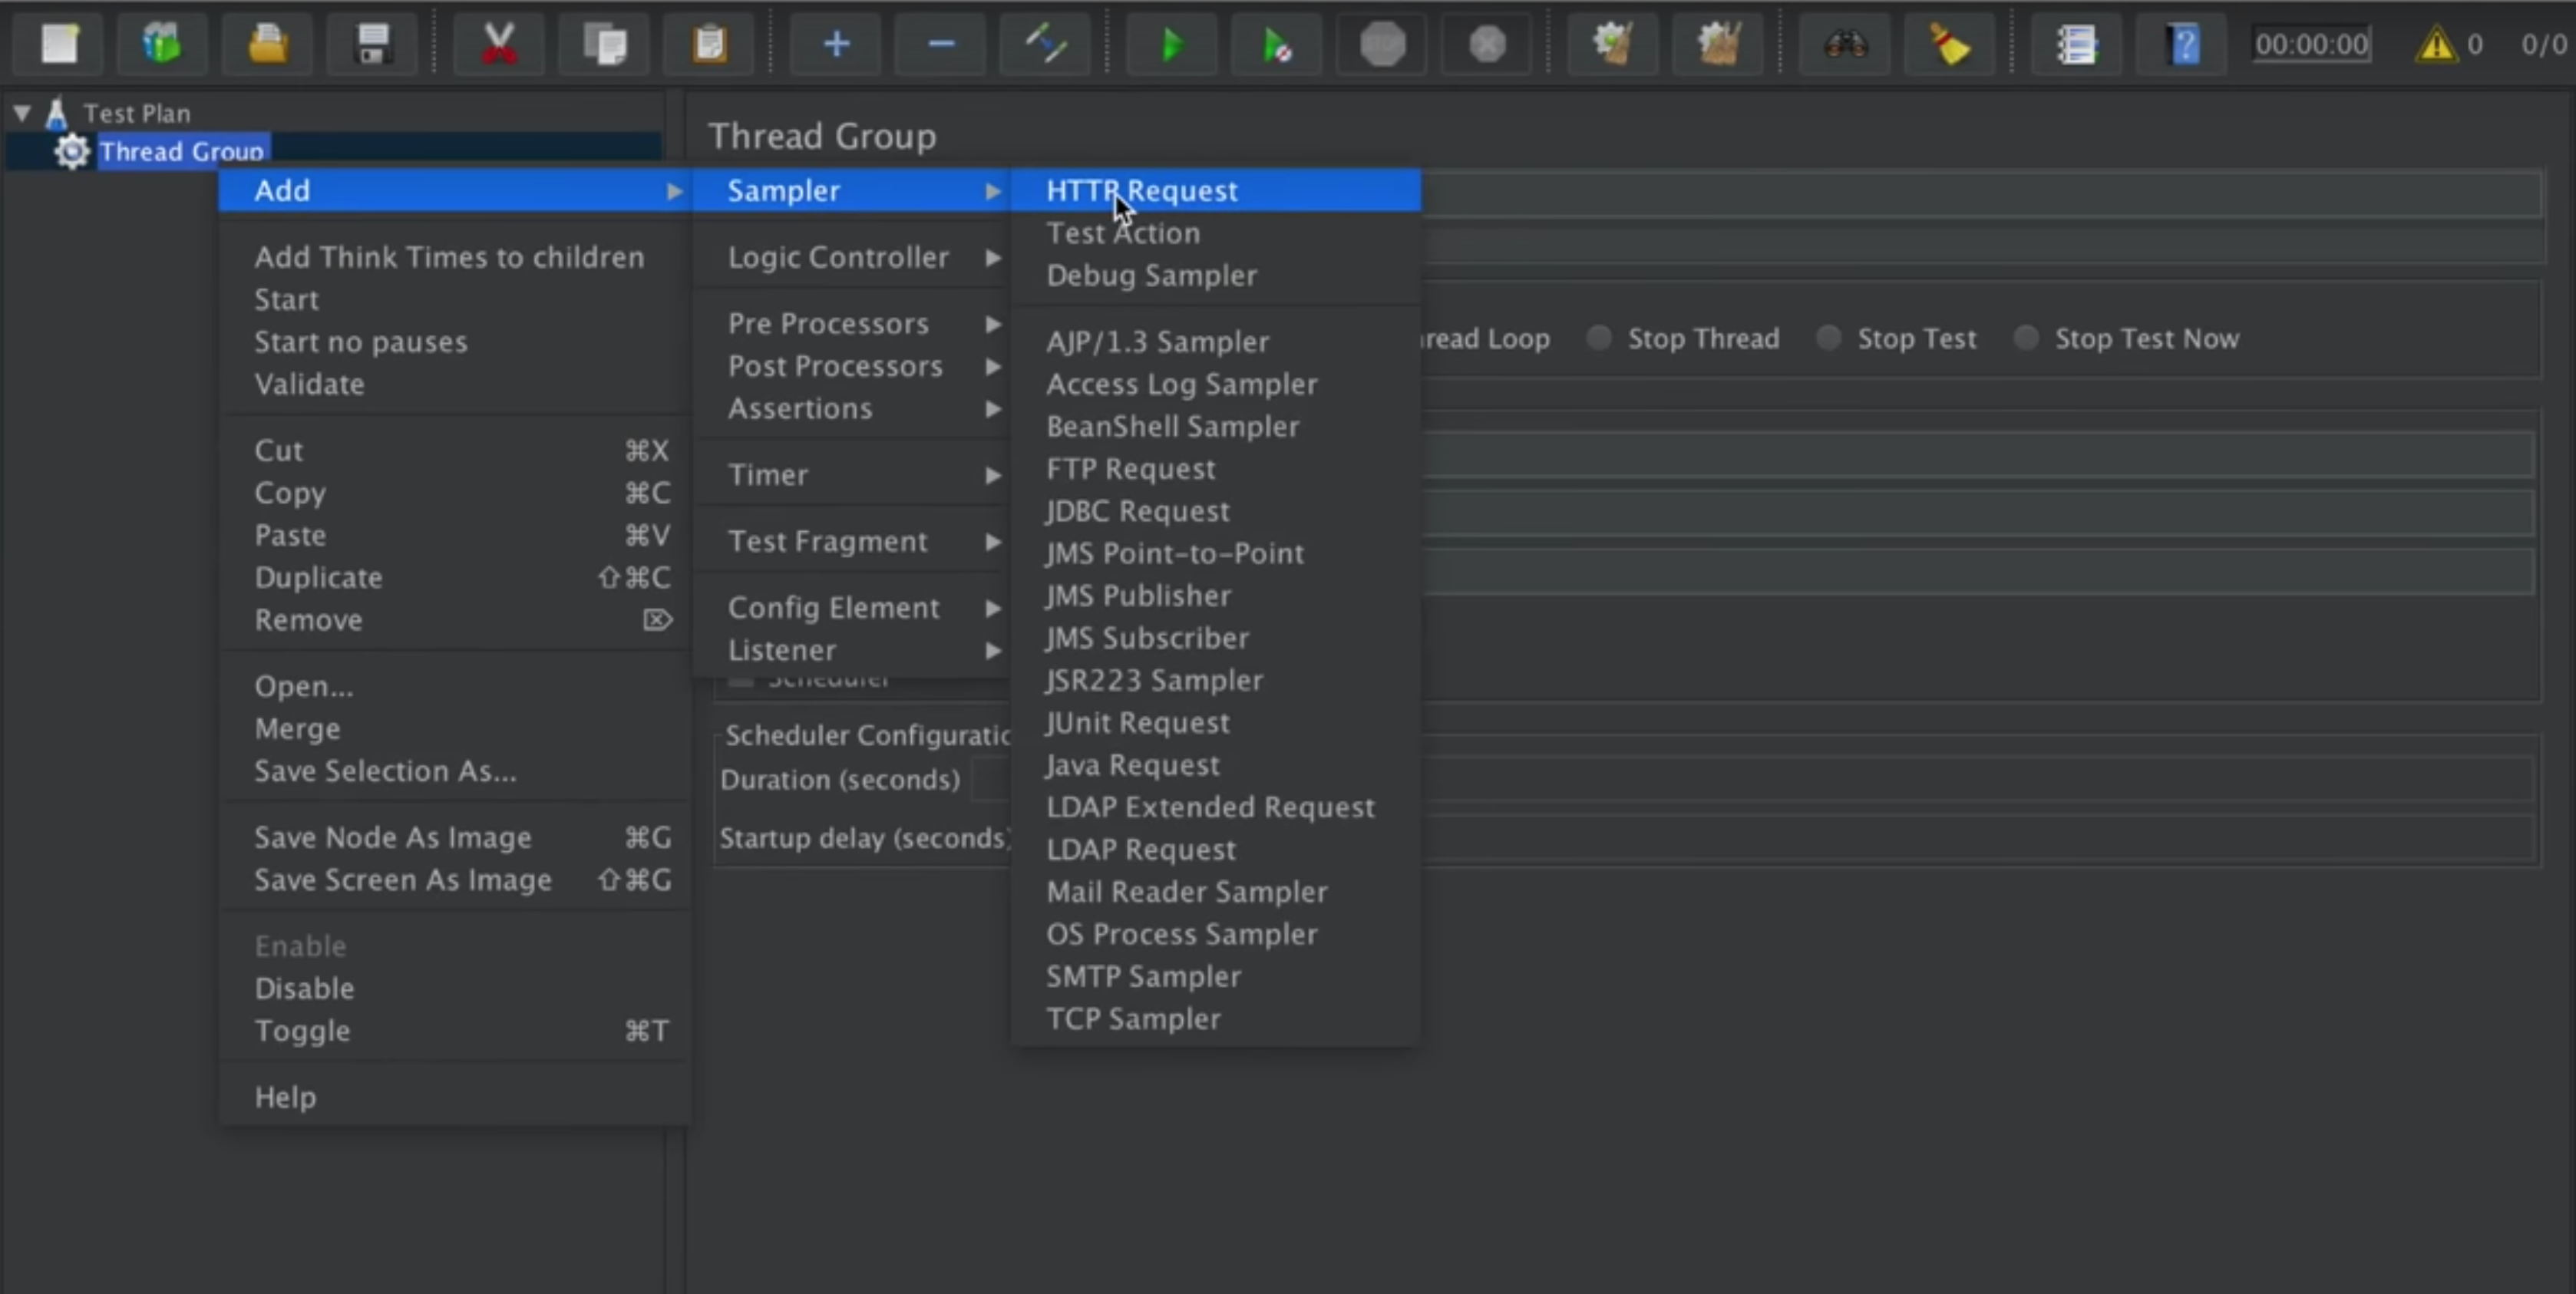 00:00:00
0
0/0
Test Plan
Thread Group
Thread Group
Add
Add Think Times to children
Start
Start no pauses
Validate
Cut ⌘X
Copy ⌘C
Paste ⌘V
Duplicate ⇧⌘C
Remove ⌦
Open...
Merge
Save Selection As...
Save Node As Image ⌘G
Save Screen As Image ⇧⌘G
Enable
Disable
Toggle ⌘T
Help
Sampler
Logic Controller
Pre Processors
Post Processors
Assertions
Timer
Test Fragment
Config Element
Listener
HTTP Request
Test Action
Debug Sampler
AJP/1.3 Sampler
Access Log Sampler
BeanShell Sampler
FTP Request
JDBC Request
JMS Point-to-Point
JMS Publisher
JMS Subscriber
JSR223 Sampler
JUnit Request
Java Request
LDAP Extended Request
LDAP Request
Mail Reader Sampler
OS Process Sampler
SMTP Sampler
TCP Sampler
Loop Stop Thread Stop Test Stop Test Now
Scheduler
Scheduler
Duration (seconds)
Startup delay (seconds)